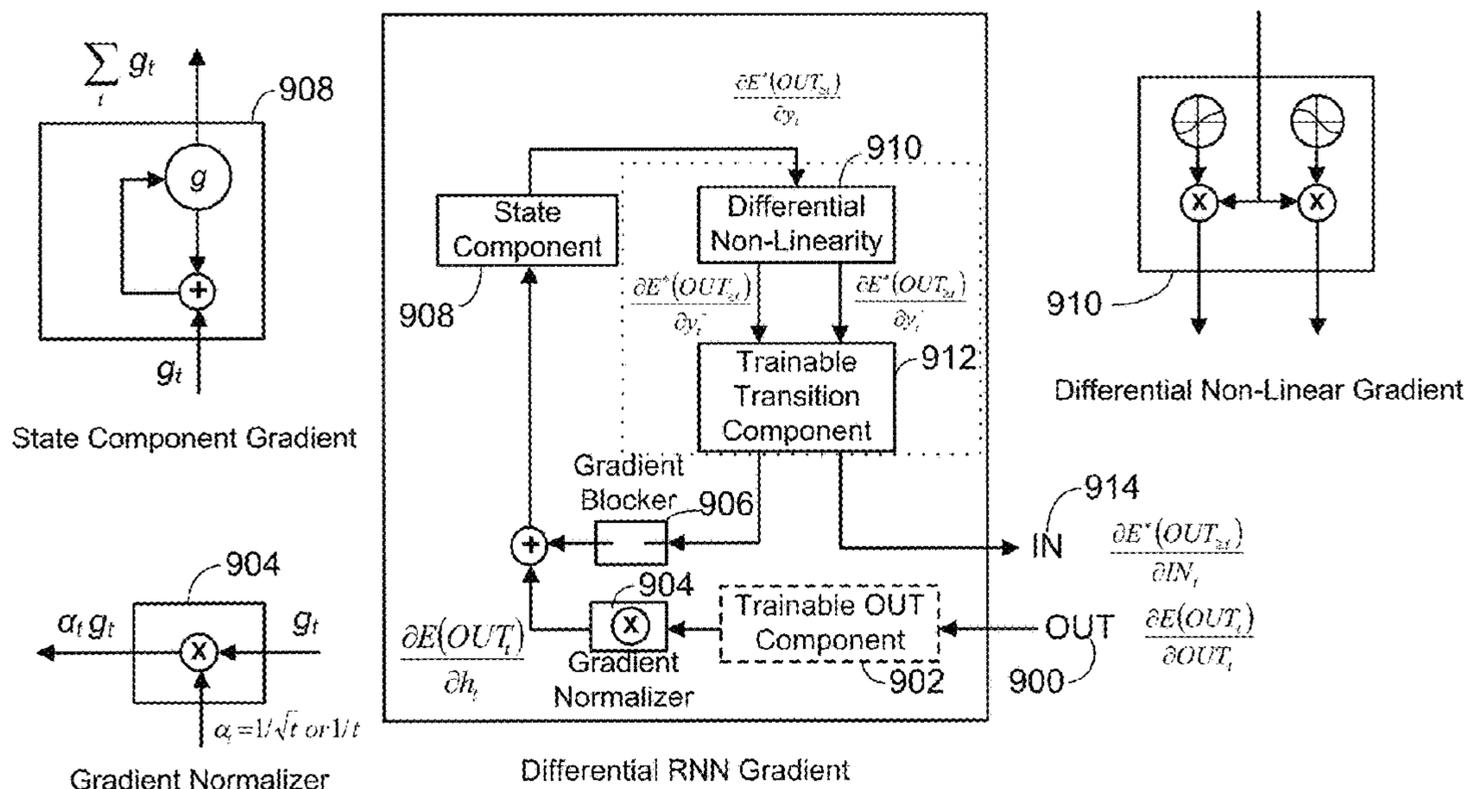 ∑ g_t
t
908
g
+
g_t
State Component Gradient
904
α_t g_t
g_t
X
α_t=1/√t or 1/t
Gradient Normalizer
∂E*(OUT_≥t)
∂y_t
910
State
Component
908
Differential
Non-Linearity
∂E*(OUT_≥t)
∂y_t
∂E*(OUT_≥t)
∂y_t
Trainable
Transition
Component
912
Gradient
Blocker
906
+
904
X
Gradient
Normalizer
∂E(OUT_t)
∂h_t
Trainable OUT
Component
902
914
IN
∂E*(OUT_≥t)
∂IN_t
OUT
∂E(OUT_t)
∂OUT_t
900
Differential RNN Gradient
X
X
910
Differential Non-Linear Gradient